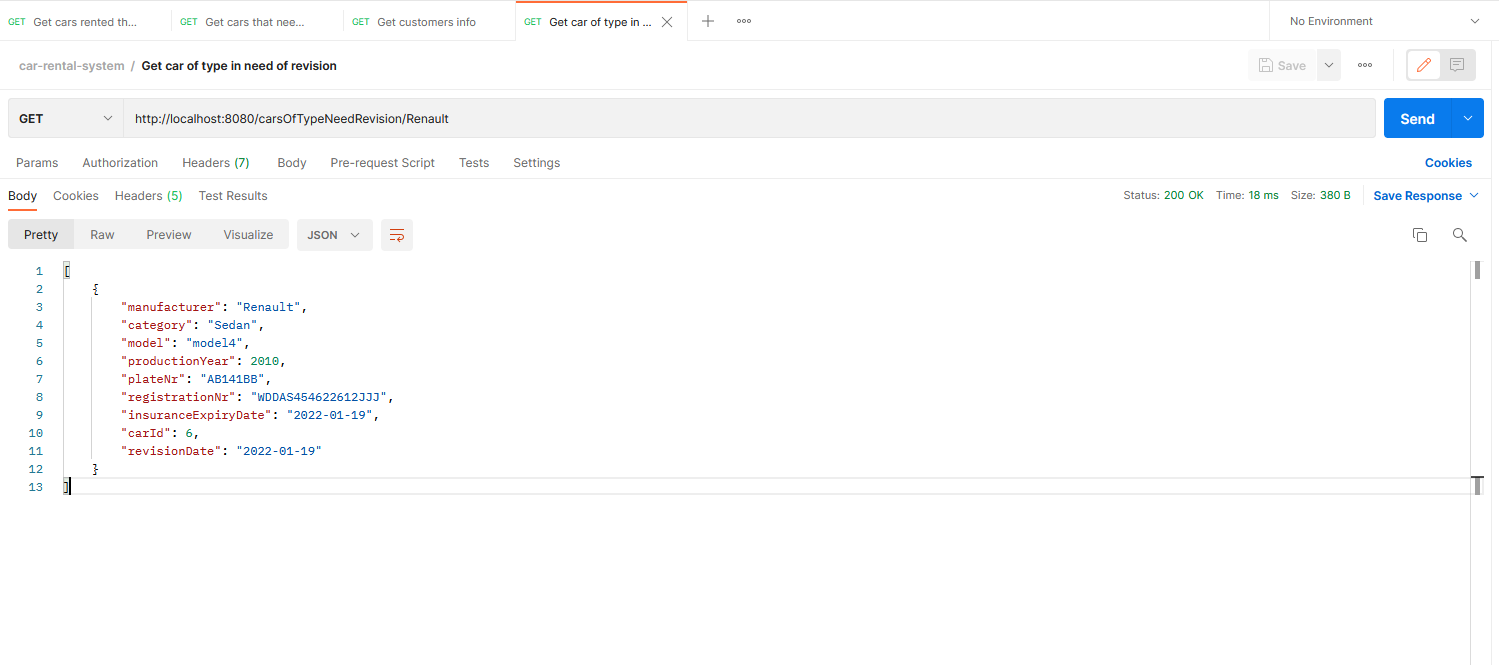 GET Get cars rented th... GET Get cars that nee... GET Get customers info GET Get car of type in ... No Environment
car-rental-system / Get car of type in need of revision Save
GET http://localhost:8080/carsOfTypeNeedRevision/Renault Send
Params Authorization Headers (7) Body Pre-request Script Tests Settings Cookies
Body Cookies Headers (5) Test Results Status: 200 OK Time: 18 ms Size: 380 B Save Response
Pretty Raw Preview Visualize JSON
1 [
2 {
3 "manufacturer": "Renault",
4 "category": "Sedan",
5 "model": "model4",
6 "productionYear": 2010,
7 "plateNr": "AB141BB",
8 "registrationNr": "WDDAS454622612JJJ",
9 "insuranceExpiryDate": "2022-01-19",
10 "carId": 6,
11 "revisionDate": "2022-01-19"
12 }
13 ]